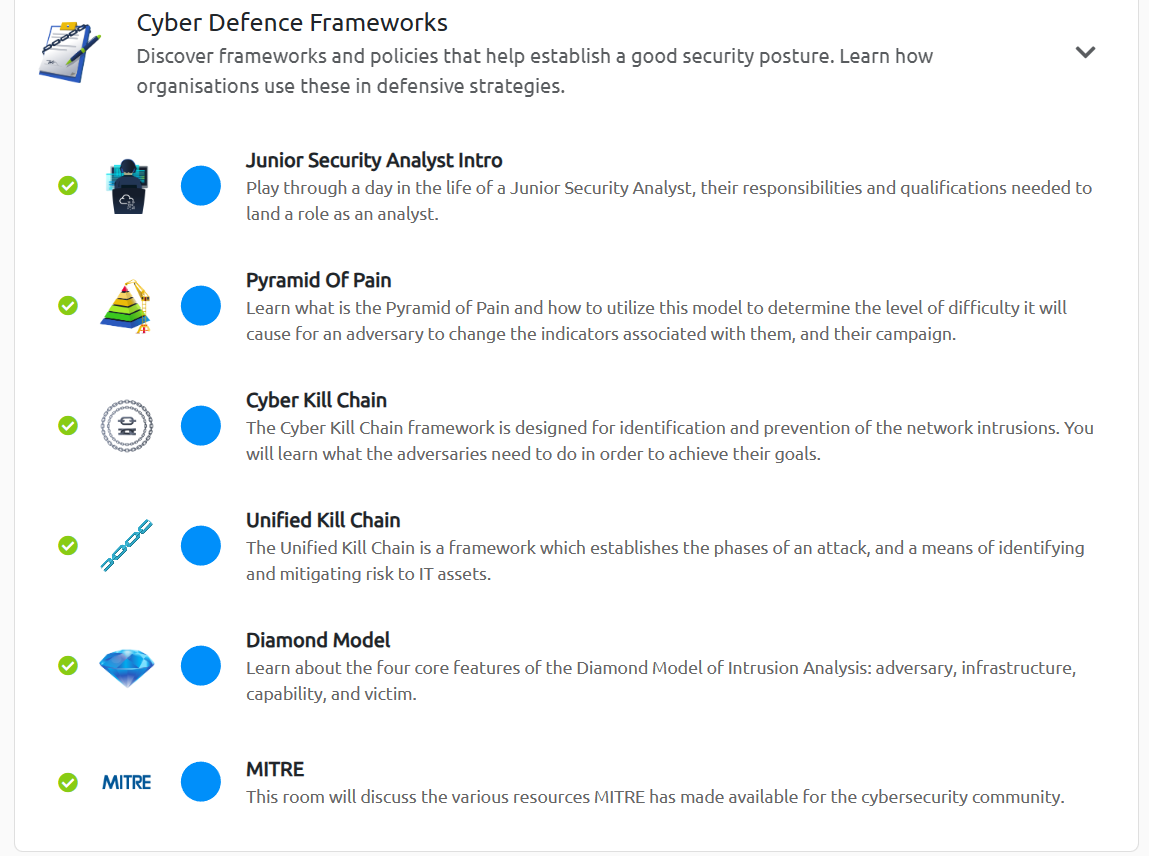 Cyber Defence Frameworks
Discover frameworks and policies that help establish a good security posture. Learn how
organisations use these in defensive strategies.
Junior Security Analyst Intro
Play through a day in the life of a Junior Security Analyst, their responsibilities and qualifications needed to
land a role as an analyst.
Pyramid Of Pain
Learn what is the Pyramid of Pain and how to utilize this model to determine the level of difficulty it will
cause for an adversary to change the indicators associated with them, and their campaign.
Cyber Kill Chain
The Cyber Kill Chain framework is designed for identification and prevention of the network intrusions. You
will learn what the adversaries need to do in order to achieve their goals.
Unified Kill Chain
The Unified Kill Chain is a framework which establishes the phases of an attack, and a means of identifying
and mitigating risk to IT assets.
Diamond Model
Learn about the four core features of the Diamond Model of Intrusion Analysis: adversary, infrastructure,
capability, and victim.
MITRE
MITRE
This room will discuss the various resources MITRE has made available for the cybersecurity community.